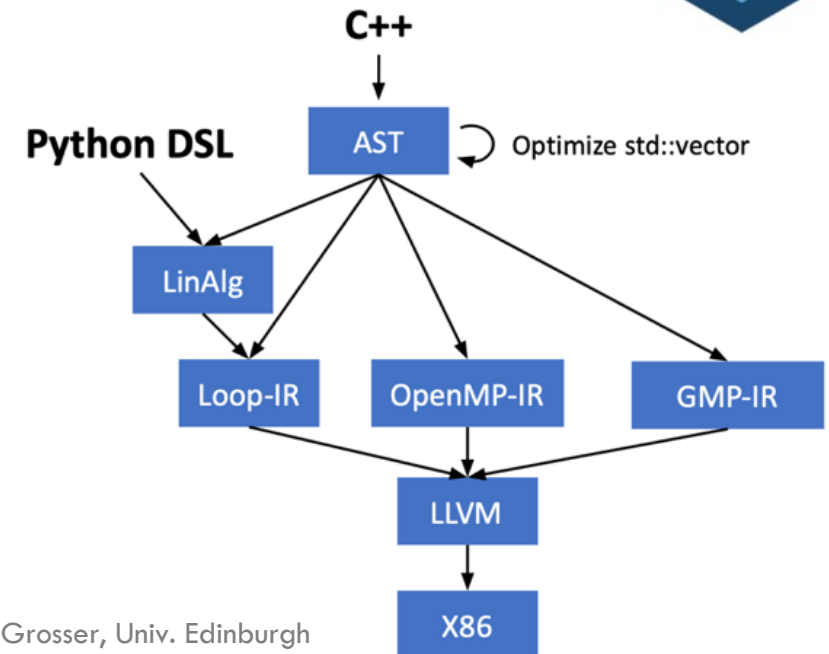 C++
AST
Optimize std::vector
Python DSL
LinAlg
Loop-IR
OpenMP-IR
GMP-IR
LLVM
X86
Grosser, Univ. Edinburgh